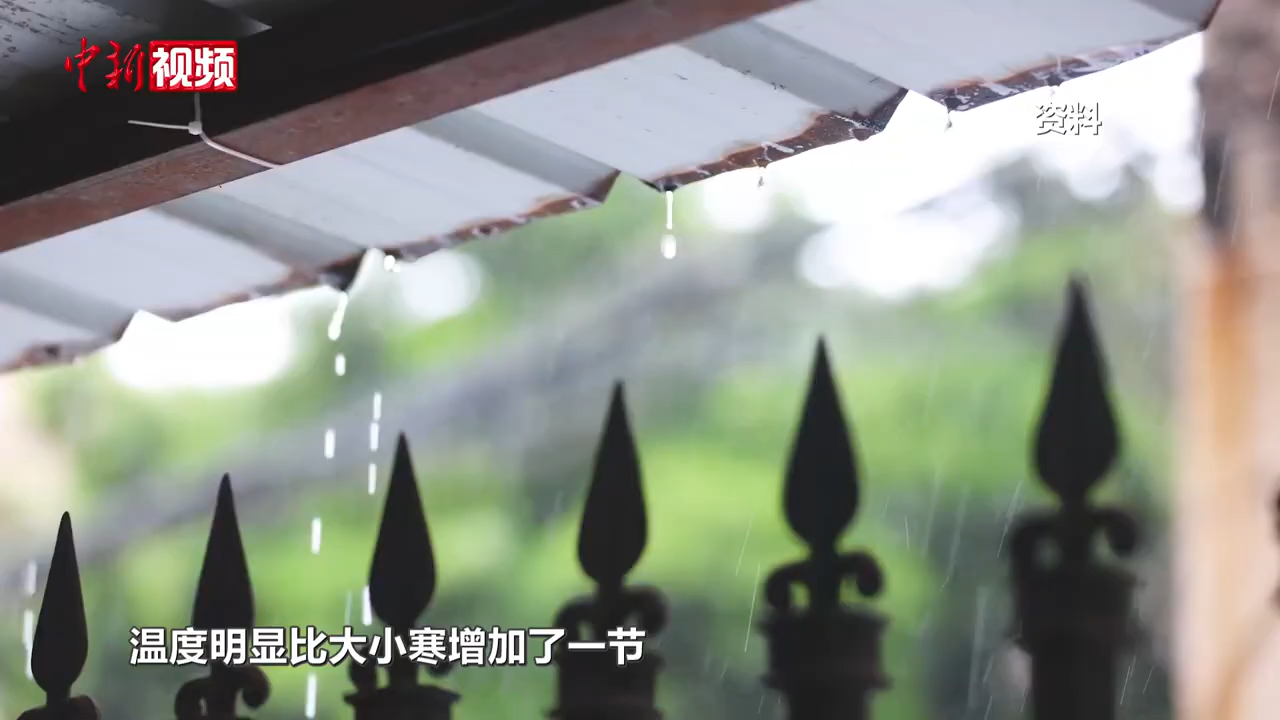 中新视频
资料
温度明显比大小寒增加了一节